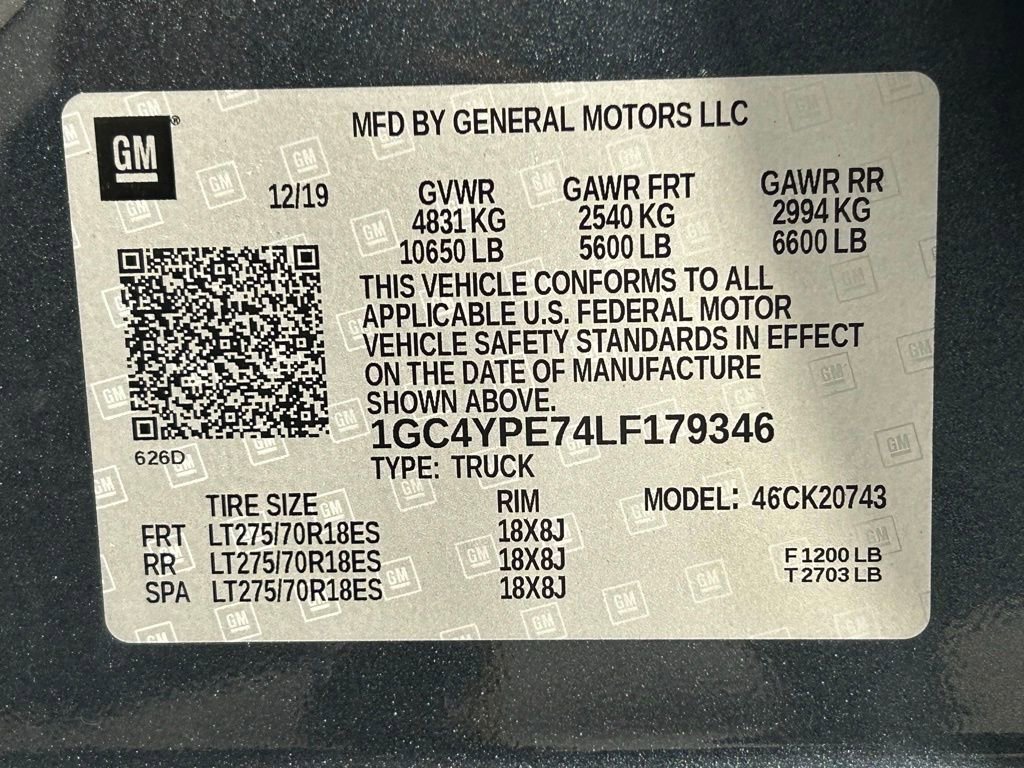 MFD BY GENERAL MOTORS LLC
GM®
12/19
GVWR GAWR FRT GAWR RR
4831 KG 2540 KG 2994 KG
10650 LB 5600 LB 6600 LB
THIS VEHICLE CONFORMS TO ALL
APPLICABLE U.S. FEDERAL MOTOR
VEHICLE SAFETY STANDARDS IN EFFECT
ON THE DATE OF MANUFACTURE
SHOWN ABOVE.
1GC4YPE74LF179346
626D
TYPE: TRUCK
TIRE SIZE RIM MODEL: 46CK20743
FRT LT275/70R18ES 18X8J
RR LT275/70R18ES 18X8J F 1200 LB
SPA LT275/70R18ES 18X8J T 2703 LB